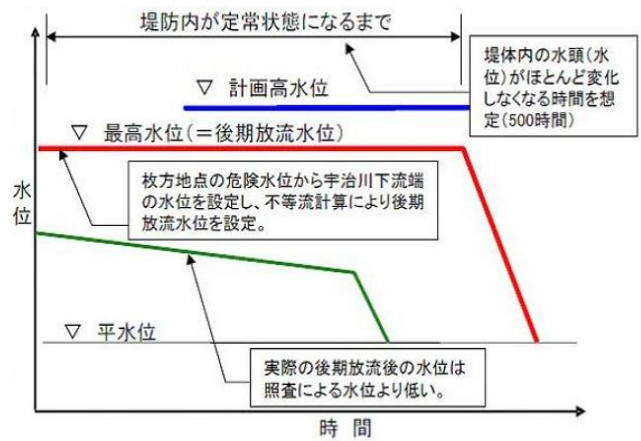 堤防内が定常状態になるまで
堤体内の水頭(水
位)がほとんど変化
しなくなる時間を想
定(500時間)
▽ 計画高水位
▽ 最高水位(=後期放流水位)
枚方地点の危険水位から宇治川下流端
の水位を設定し、不等流計算により後期
放流水位を設定。
水位
▽ 平水位
実際の後期放流後の水位は
照査による水位より低い。
時 間